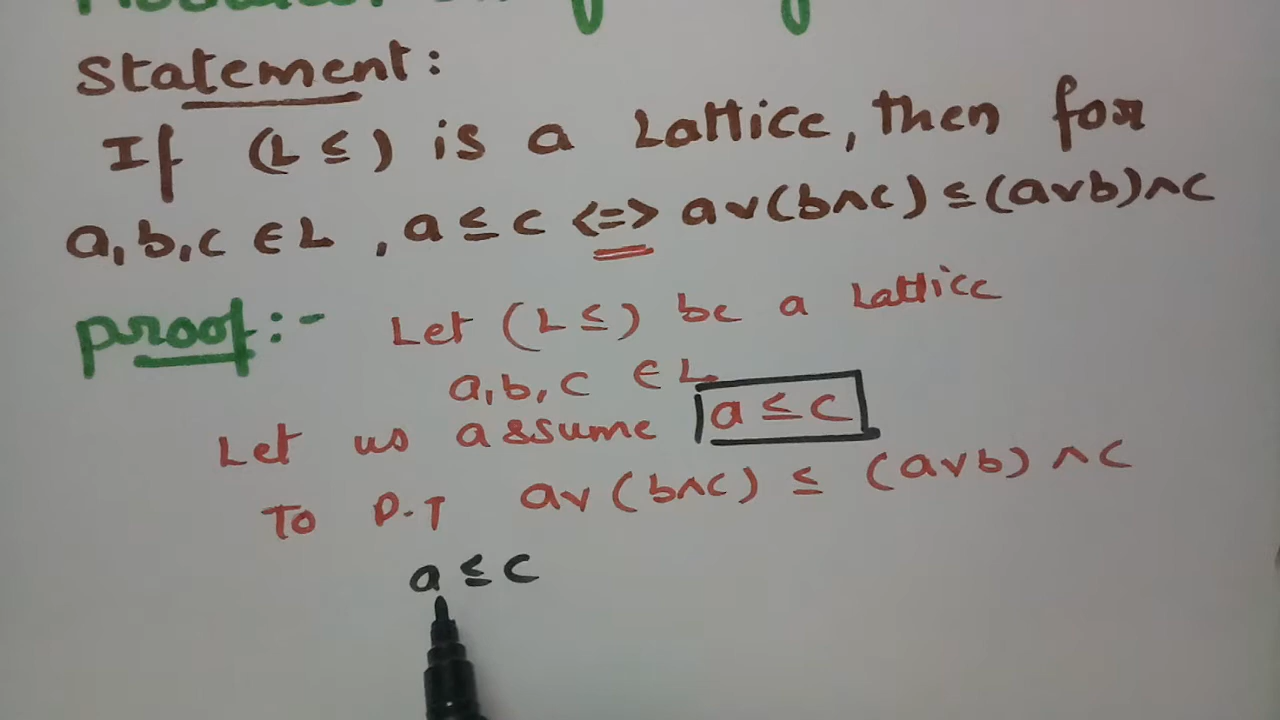 Statement:
If (L ≤) is a Lattice, then for
a, b, c ∈ L , a ≤ c <=> a∨(b∧c) ≤ (a∨b)∧c
proof:- Let (L ≤) be a Lattice
a, b, c ∈ L
Let us assume a ≤ c
To P.T a∨(b∧c) ≤ (a∨b)∧c
a ≤ c